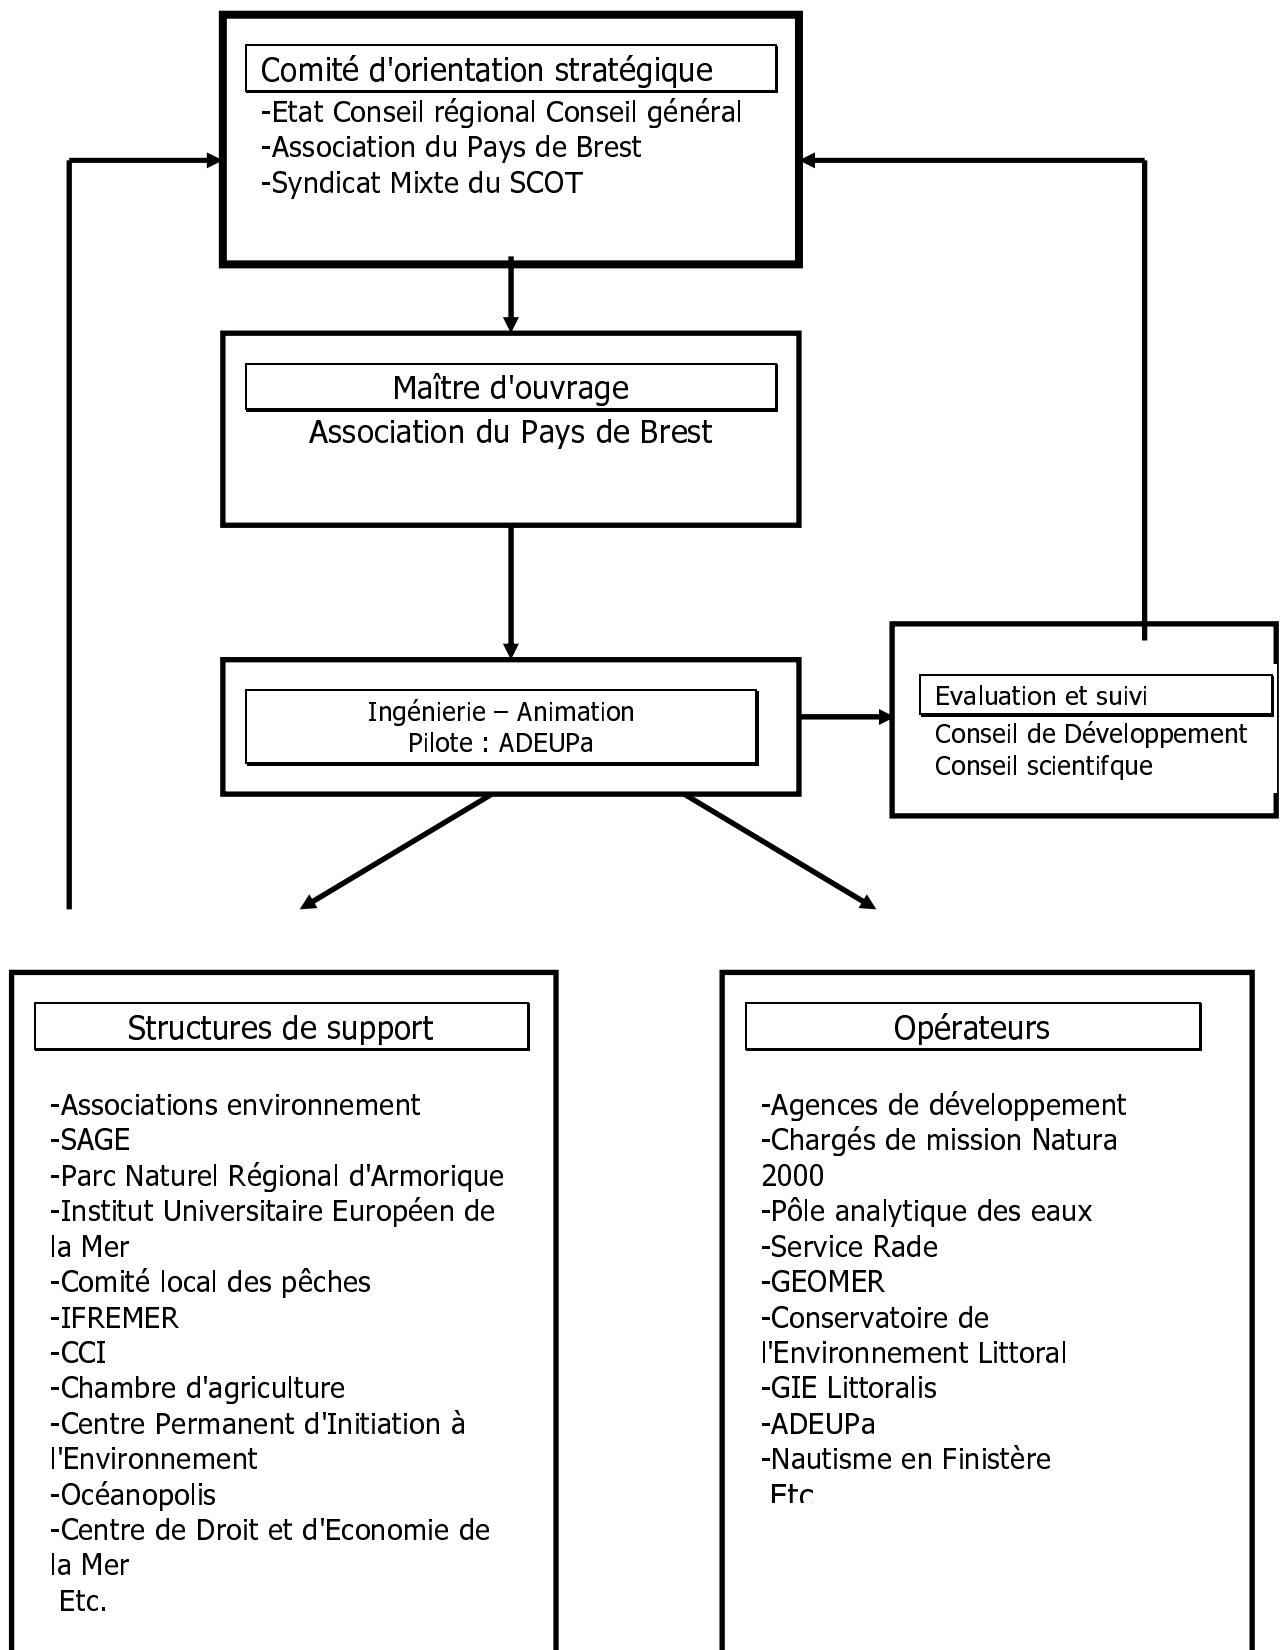 Comité d'orientation stratégique
-Etat Conseil régional Conseil général
-Association du Pays de Brest
-Syndicat Mixte du SCOT
Maître d'ouvrage
Association du Pays de Brest
Ingénierie – Animation
Pilote : ADEUPa
Evaluation et suivi
Conseil de Développement
Conseil scientifque
Structures de support
-Associations environnement
-SAGE
-Parc Naturel Régional d'Armorique
-Institut Universitaire Européen de
la Mer
-Comité local des pêches
-IFREMER
-CCI
-Chambre d'agriculture
-Centre Permanent d'Initiation à
l'Environnement
-Océanopolis
-Centre de Droit et d'Economie de
la Mer
Etc.
Opérateurs
-Agences de développement
-Chargés de mission Natura
2000
-Pôle analytique des eaux
-Service Rade
-GEOMER
-Conservatoire de
l'Environnement Littoral
-GIE Littoralis
-ADEUPa
-Nautisme en Finistère
Etc